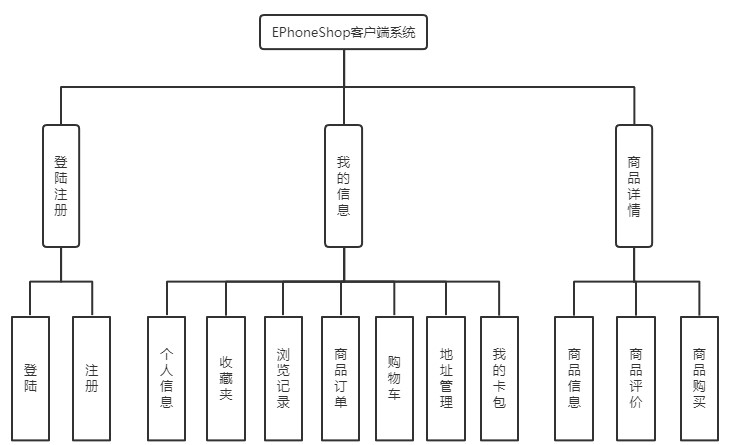 EPhoneShop客户端系统
登陆注册
我的信息
商品详情
登陆
注册
个人信息
收藏夹
浏览记录
商品订单
购物车
地址管理
我的卡包
商品信息
商品评价
商品购买